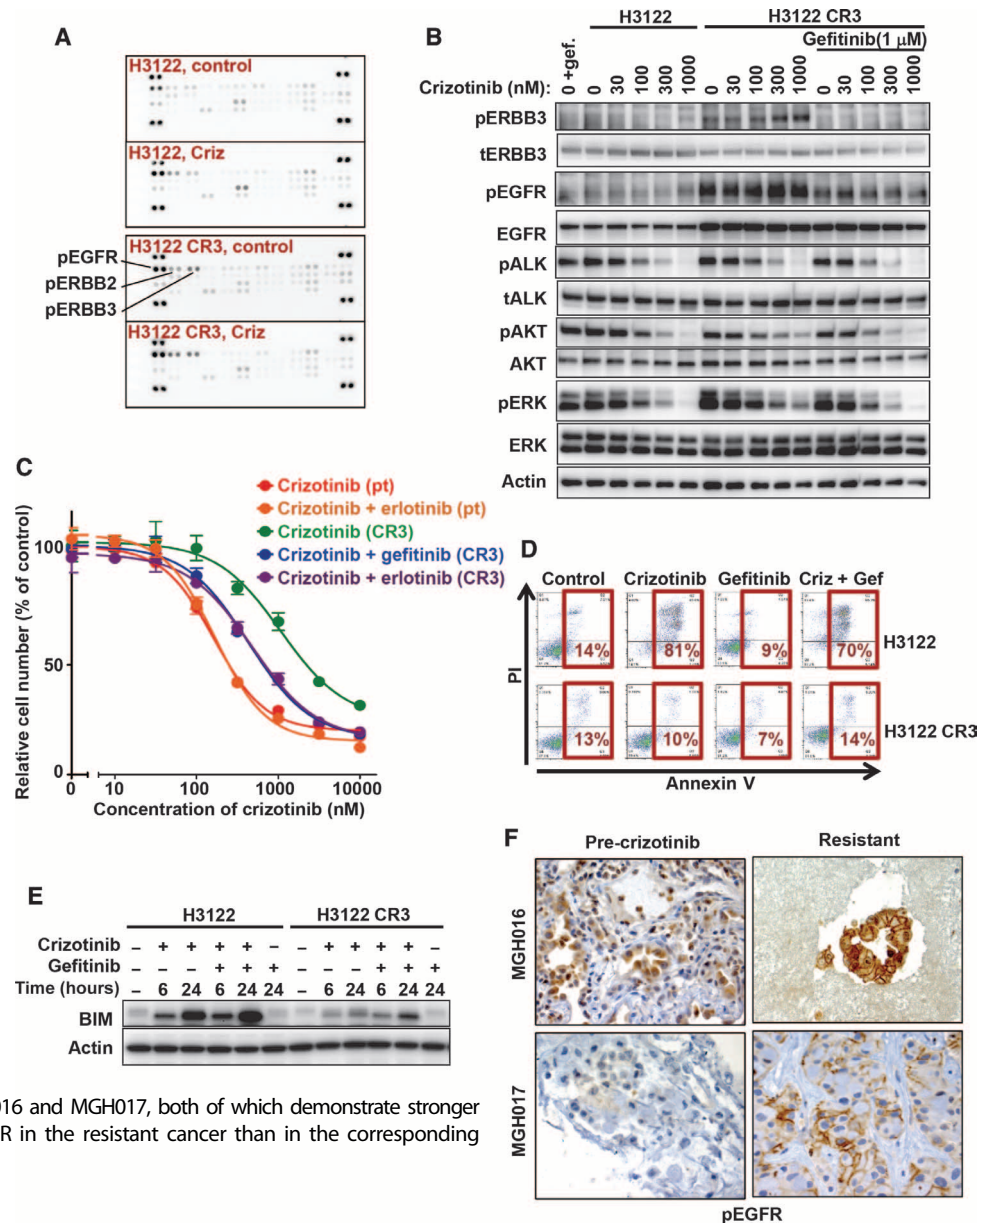 A
H3122, control
H3122, Criz
H3122 CR3, control
pEGFR
pERBB2
pERBB3
H3122 CR3, Criz
B
H3122
H3122 CR3
Gefitinib(1 μM)
Crizotinib (nM): 0 +gef. 0 30 100 300 1000 0 30 100 300 1000 0 30 100 300 1000
pERBB3
tERBB3
pEGFR
EGFR
pALK
tALK
pAKT
AKT
pERK
ERK
Actin
C
Crizotinib (pt)
Crizotinib + erlotinib (pt)
Crizotinib (CR3)
Crizotinib + gefitinib (CR3)
Crizotinib + erlotinib (CR3)
Relative cell number (% of control)
100
50
0
0 10 100 1000 10000
Concentration of crizotinib (nM)
D
Control Crizotinib Gefitinib Criz + Gef
14% 81% 9% 70% H3122
13% 10% 7% 14% H3122 CR3
PI
Annexin V
E
H3122 H3122 CR3
Crizotinib – + + + + – – + + + + –
Gefitinib – – – + + + – – – + + +
Time (hours) – 6 24 6 24 24 – 6 24 6 24 24
BIM
Actin
016 and MGH017, both of which demonstrate stronger
R in the resistant cancer than in the corresponding
F
Pre-crizotinib Resistant
MGH016
MGH017
pEGFR